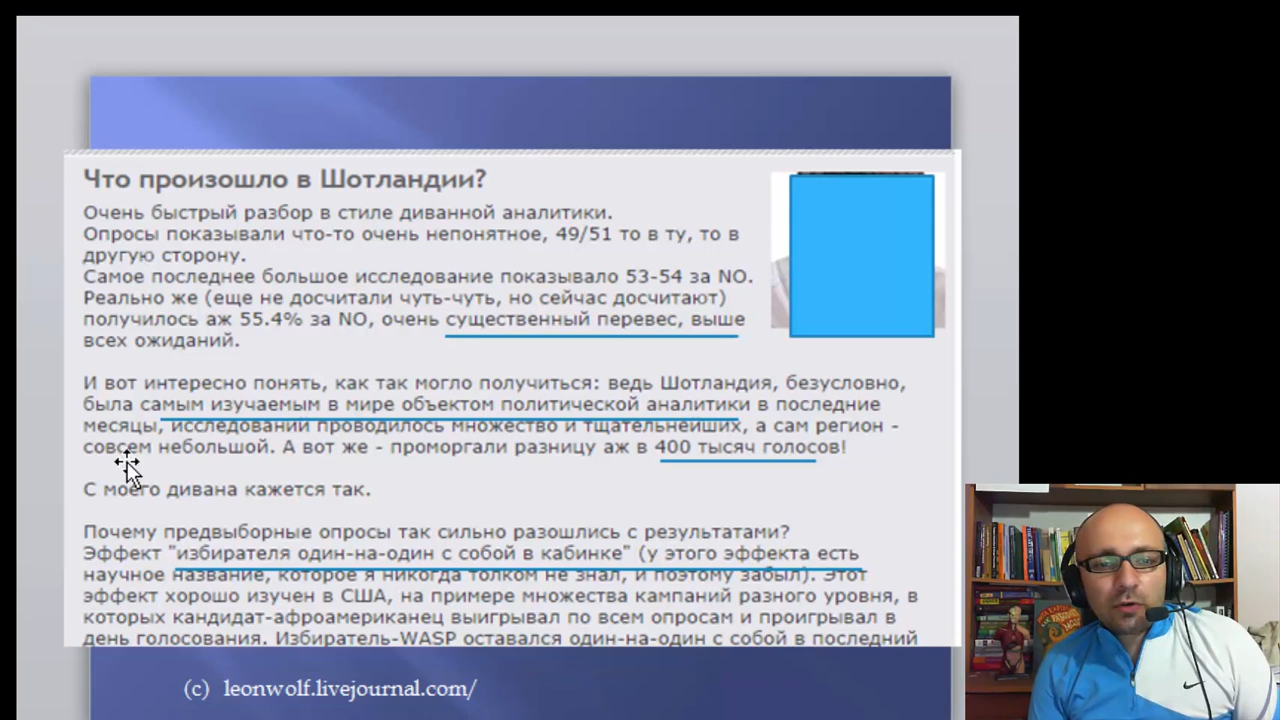 Что произошло в Шотландии?
Очень быстрый разбор в стиле диванной аналитики.
Опросы показывали что-то очень непонятное, 49/51 то в ту, то в
другую сторону.
Самое последнее большое исследование показывало 53-54 за NO.
Реально же (еще не досчитали чуть-чуть, но сейчас досчитают)
получилось аж 55.4% за NO, очень существенный перевес, выше
всех ожиданий.
И вот интересно понять, как так могло получиться: ведь Шотландия, безусловно,
была самым изучаемым в мире объектом политической аналитики в последние
месяцы, исследований проводилось множество и тщательнейших, а сам регион -
совсем небольшой. А вот же - проморгали разницу аж в 400 тысяч голосов!
С моего дивана кажется так.
Почему предвыборные опросы так сильно разошлись с результатами?
Эффект "избирателя один-на-один с собой в кабинке" (у этого эффекта есть
научное название, которое я никогда толком не знал, и поэтому забыл). Этот
эффект хорошо изучен в США, на примере множества кампаний разного уровня, в
которых кандидат-афроамериканец выигрывал по всем опросам и проигрывал в
день голосования. Избиратель-WASP оставался один-на-один с собой в последний
(c) leonwolf.livejournal.com/